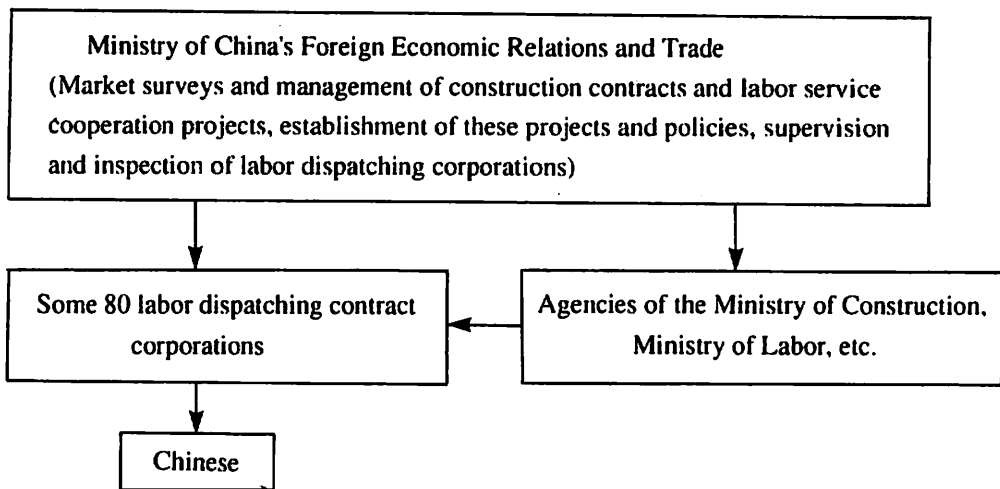 Ministry of China's Foreign Economic Relations and Trade
(Market surveys and management of construction contracts and labor service
cooperation projects, establishment of these projects and policies, supervision
and inspection of labor dispatching corporations)
Some 80 labor dispatching contract
corporations
Agencies of the Ministry of Construction,
Ministry of Labor, etc.
Chinese